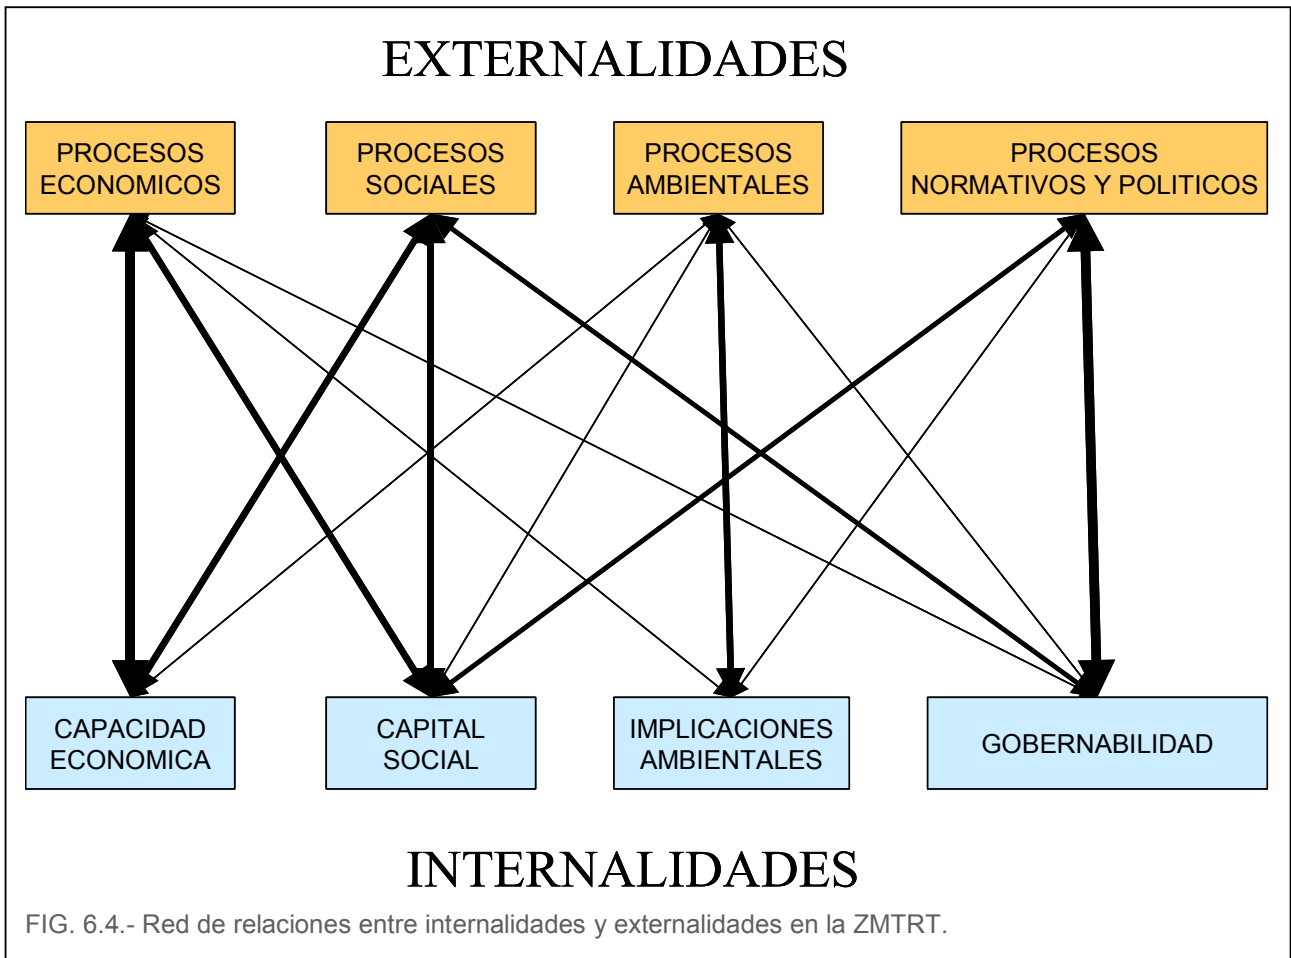 EXTERNALIDADES
PROCESOS
ECONOMICOS
PROCESOS
SOCIALES
PROCESOS
AMBIENTALES
PROCESOS
NORMATIVOS Y POLITICOS
CAPACIDAD
ECONOMICA
CAPITAL
SOCIAL
IMPLICACIONES
AMBIENTALES
GOBERNABILIDAD
INTERNALIDADES
FIG. 6.4.- Red de relaciones entre internalidades y externalidades en la ZMTRT.